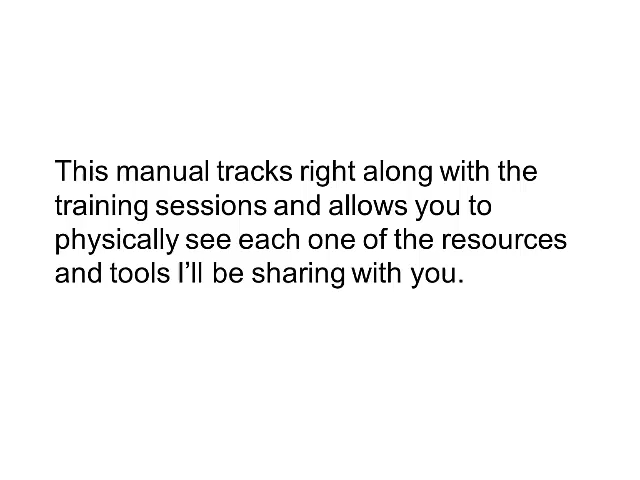 This manual tracks right along with the
training sessions and allows you to
physically see each one of the resources
and tools I’ll be sharing with you.